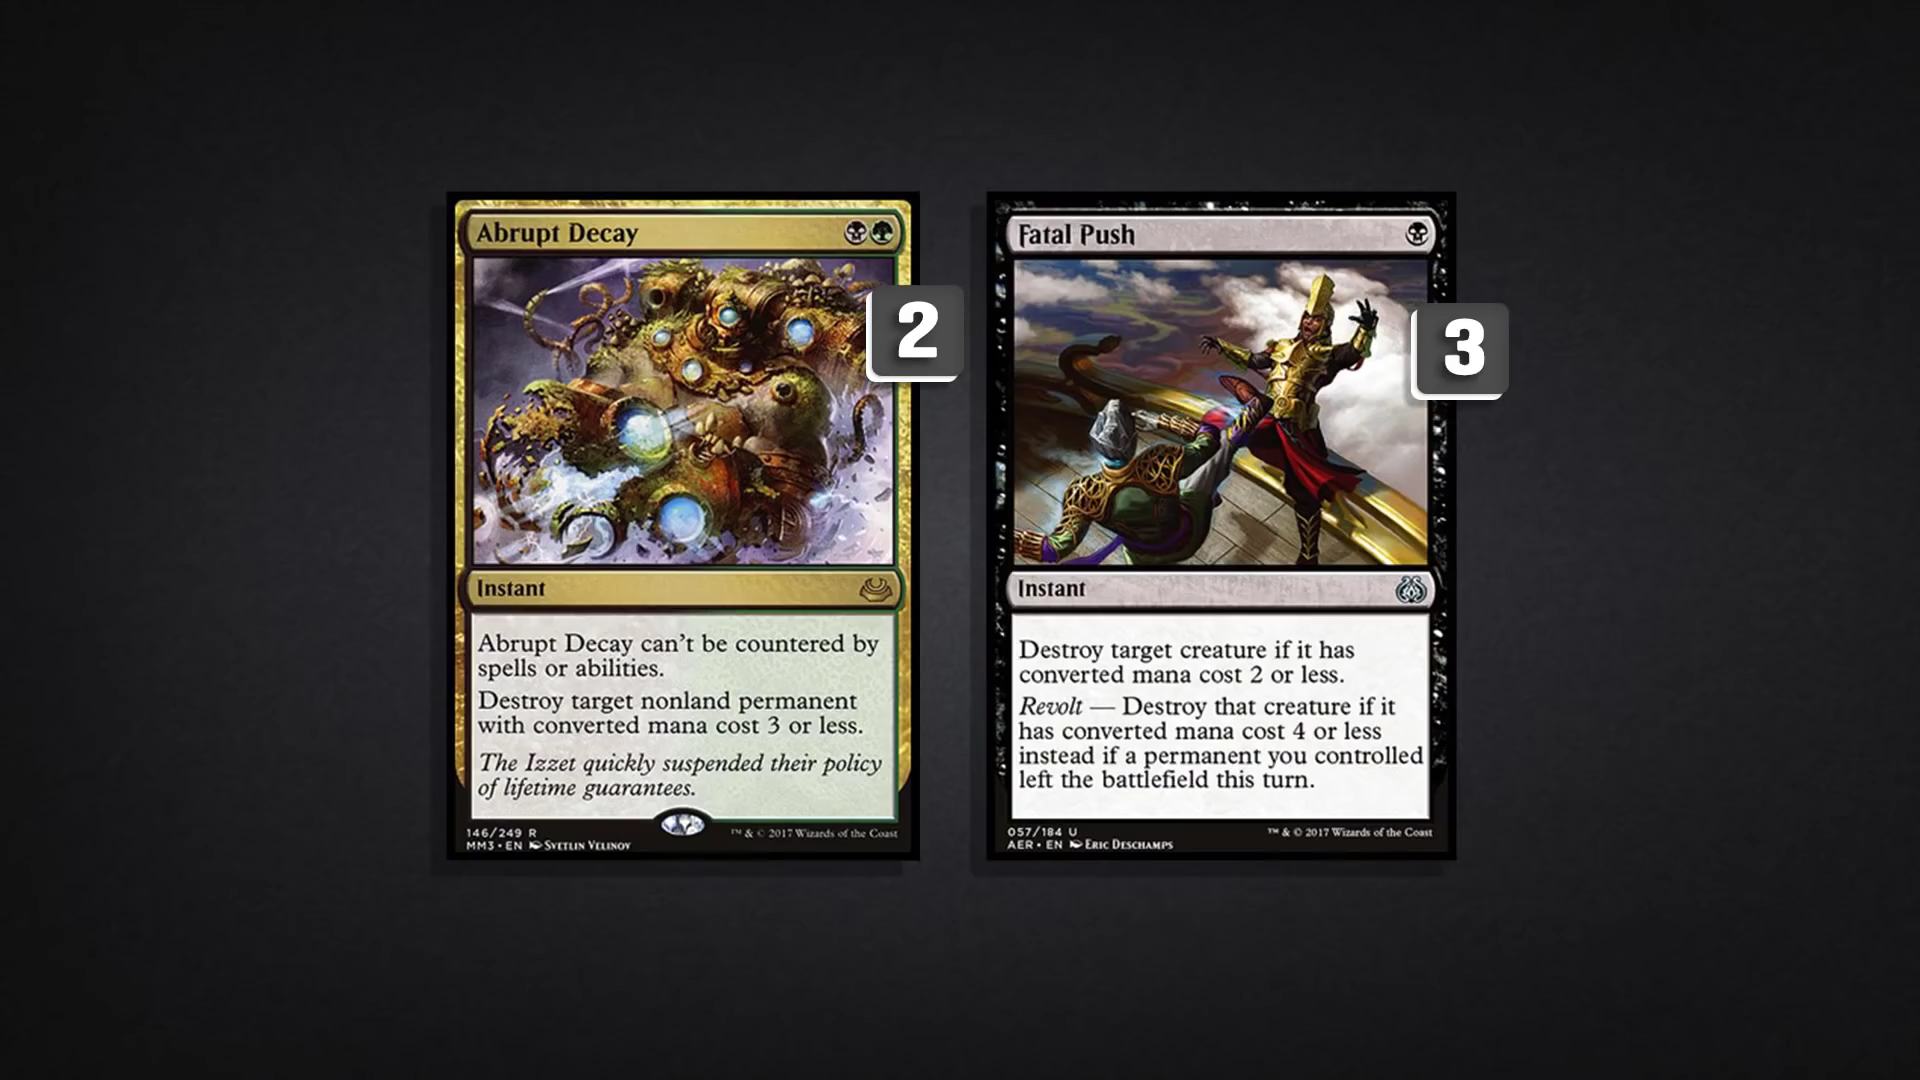 Abrupt Decay
2
Instant
Abrupt Decay can't be countered by
spells or abilities.
Destroy target nonland permanent
with converted mana cost 3 or less.
The Izzet quickly suspended their policy
of lifetime guarantees.
146/249 R
MM3 • EN Svetlin Velinov
™ & © 2017 Wizards of the Coast
Fatal Push
3
Instant
Destroy target creature if it has
converted mana cost 2 or less.
Revolt — Destroy that creature if it
has converted mana cost 4 or less
instead if a permanent you controlled
left the battlefield this turn.
057/184 U
AER • EN Eric Deschamps
™ & © 2017 Wizards of the Coast